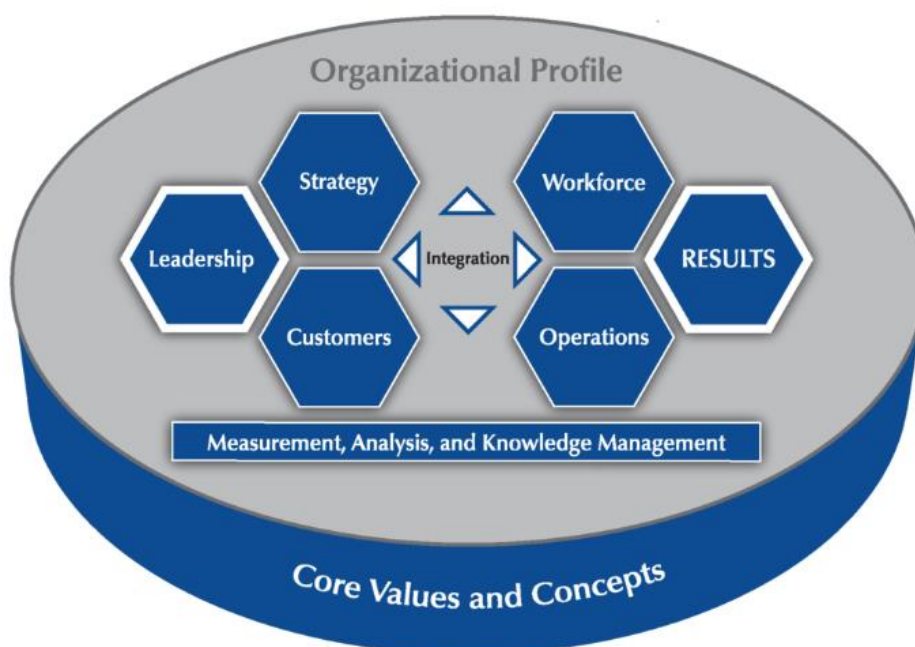 Organizational Profile
Strategy
Workforce
Leadership
Integration
RESULTS
Customers
Operations
Measurement, Analysis, and Knowledge Management
Core Values and Concepts